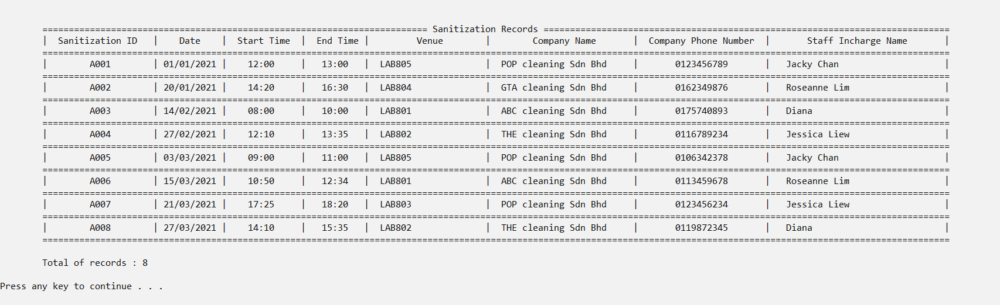 ========================================================================= Sanitization Records =============================================================================
|  Sanitization ID   |    Date    |  Start Time  |  End Time |         Venue        |        Company Name       |  Company Phone Number  |       Staff Incharge Name       |
============================================================================================================================================================================
|        A001        | 01/01/2021 |    12:00     |   13:00   |  LAB805              |  POP cleaning Sdn Bhd     |       0123456789       |   Jacky Chan                    |
============================================================================================================================================================================
|        A002        | 20/01/2021 |    14:20     |   16:30   |  LAB804              |  GTA cleaning Sdn Bhd     |       0162349876       |   Roseanne Lim                  |
============================================================================================================================================================================
|        A003        | 14/02/2021 |    08:00     |   10:00   |  LAB801              |  ABC cleaning Sdn Bhd     |       0175740893       |   Diana                         |
============================================================================================================================================================================
|        A004        | 27/02/2021 |    12:10     |   13:35   |  LAB802              |  THE cleaning Sdn Bhd     |       0116789234       |   Jessica Liew                  |
============================================================================================================================================================================
|        A005        | 03/03/2021 |    09:00     |   11:00   |  LAB805              |  POP cleaning Sdn Bhd     |       0106342378       |   Jacky Chan                    |
============================================================================================================================================================================
|        A006        | 15/03/2021 |    10:50     |   12:34   |  LAB801              |  ABC cleaning Sdn Bhd     |       0113459678       |   Roseanne Lim                  |
============================================================================================================================================================================
|        A007        | 21/03/2021 |    17:25     |   18:20   |  LAB803              |  POP cleaning Sdn Bhd     |       0123456234       |   Jessica Liew                  |
============================================================================================================================================================================
|        A008        | 27/03/2021 |    14:10     |   15:35   |  LAB802              |  THE cleaning Sdn Bhd     |       0119872345       |   Diana                         |
============================================================================================================================================================================
Total of records : 8
Press any key to continue . . .